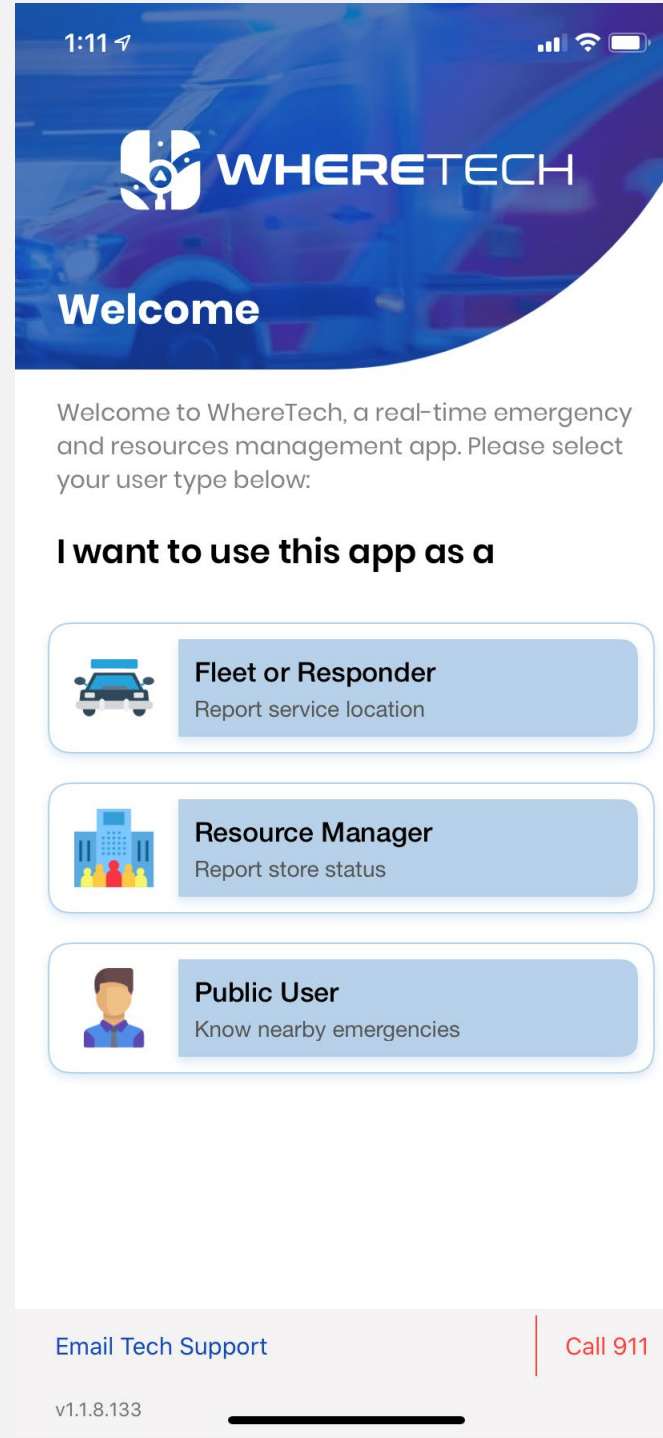 1:11
WHERETECH
Welcome
Welcome to WhereTech, a real-time emergency
and resources management app. Please select
your user type below:
I want to use this app as a
Fleet or Responder
Report service location
Resource Manager
Report store status
Public User
Know nearby emergencies
Email Tech Support
Call 911
v1.1.8.133